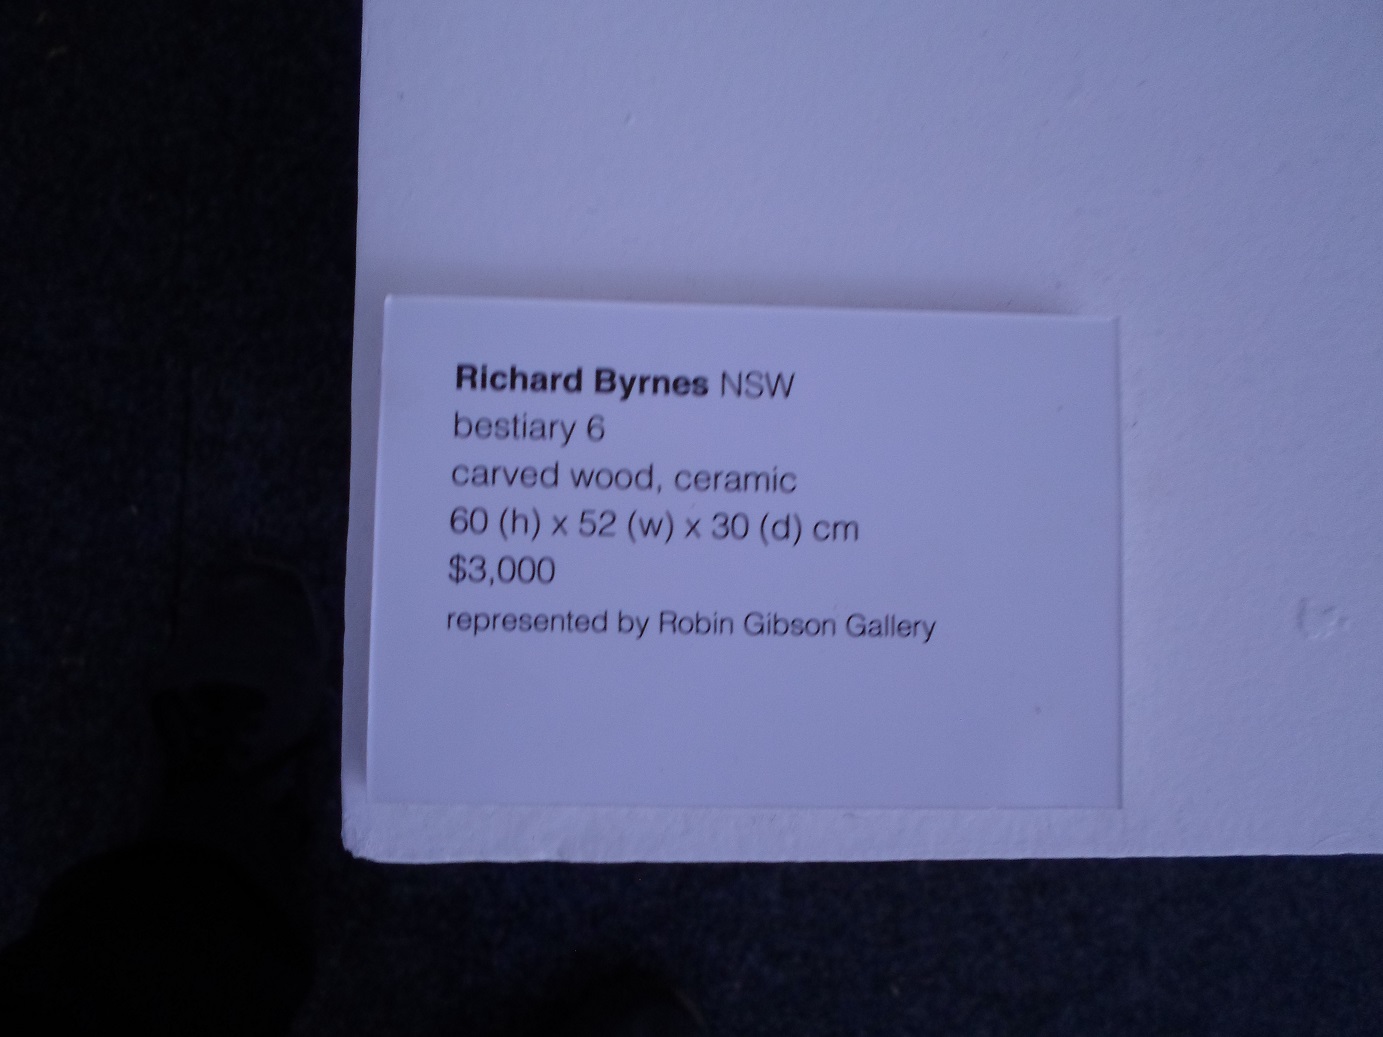 Richard Byrnes NSW
bestiary 6
carved wood, ceramic
60 (h) x 52 (w) x 30 (d) cm
$3,000
represented by Robin Gibson Gallery